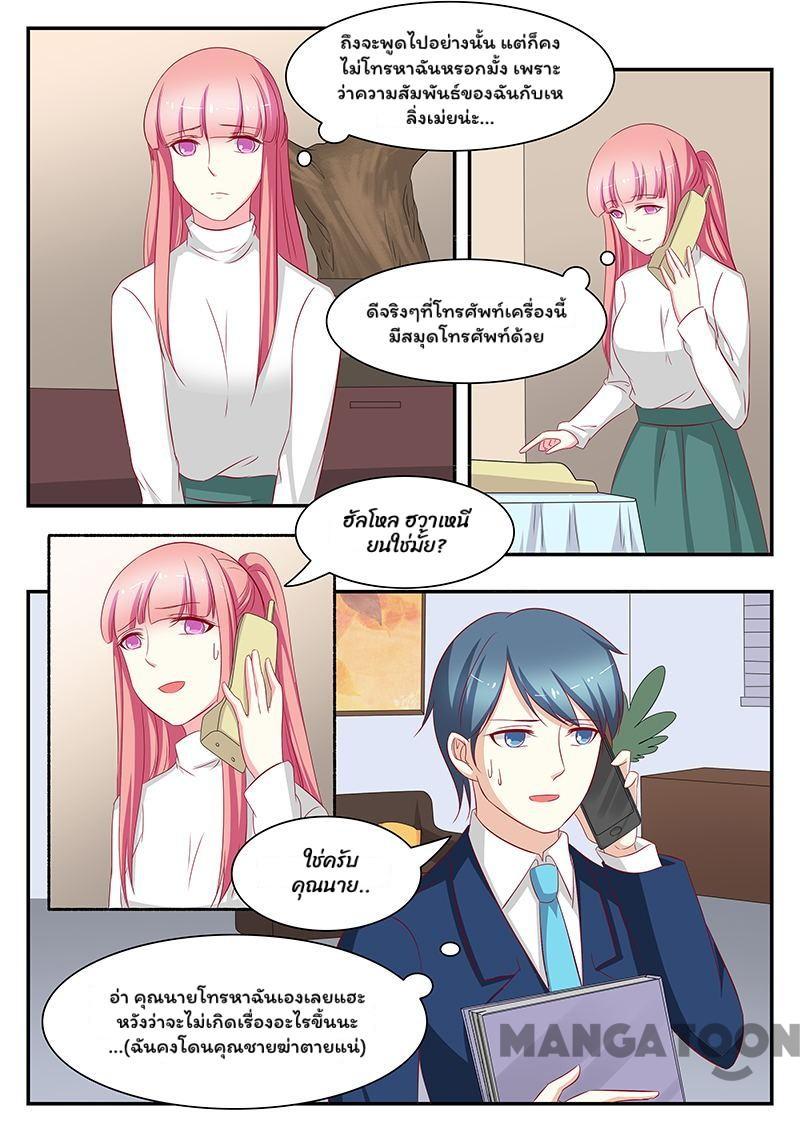 ถึงจะพูดไปอย่างนั้น แต่ก็คง
ไม่โทรหาฉันหรอกมั้ง เพราะ
ว่าความสัมพันธ์ของฉันกับเห
ลิ่งเม่ยน่ะ...
ดีจริงๆที่โทรศัพท์เครื่องนี้
มีสมุดโทรศัพท์ด้วย
ฮัลโหล ฮวาเหนี
ยนใช่มั้ย?
ใช่ครับ
คุณนาย..
อ่า คุณนายโทรหาฉันเองเลยแฮะ
หวังว่าจะไม่เกิดเรื่องอะไรขึ้นนะ
...(ฉันคงโดนคุณชายฆ่าตายแน่)
MANGATOON